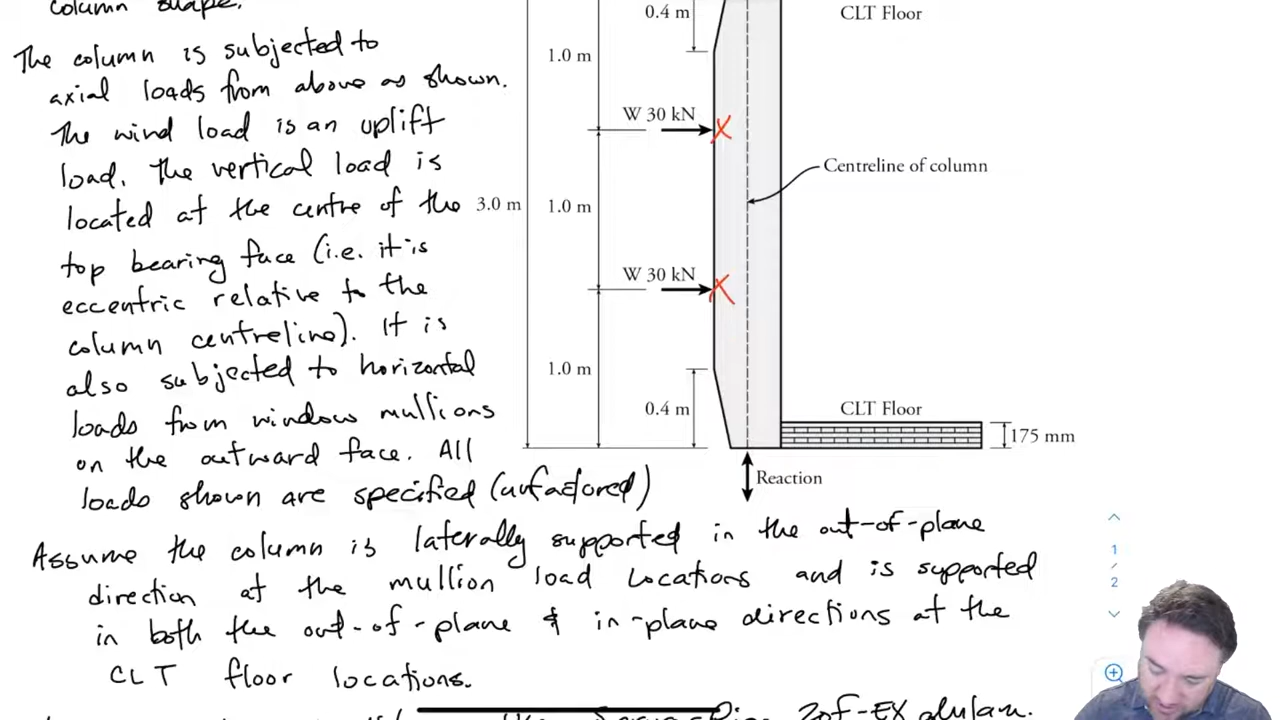 column shape.
The column is subjected to
axial loads from above as shown.
The wind load is an uplift
load. The vertical load is
located at the centre of the
top bearing face (i.e. it is
eccentric relative to the
column centreline). It is
also subjected to horizontal
loads from window mullions
on the outward face. All
loads shown are specified (unfactored)
Assume the column is laterally supported in the out-of-plane
direction at the mullion load locations and is supported
in both the out-of-plane & in-plane directions at the
CLT floor locations.
20f-EX glulam.
0.4 m
CLT Floor
1.0 m
W 30 kN
Centreline of column
3.0 m
1.0 m
W 30 kN
1.0 m
0.4 m
CLT Floor
175 mm
Reaction
1
/
2